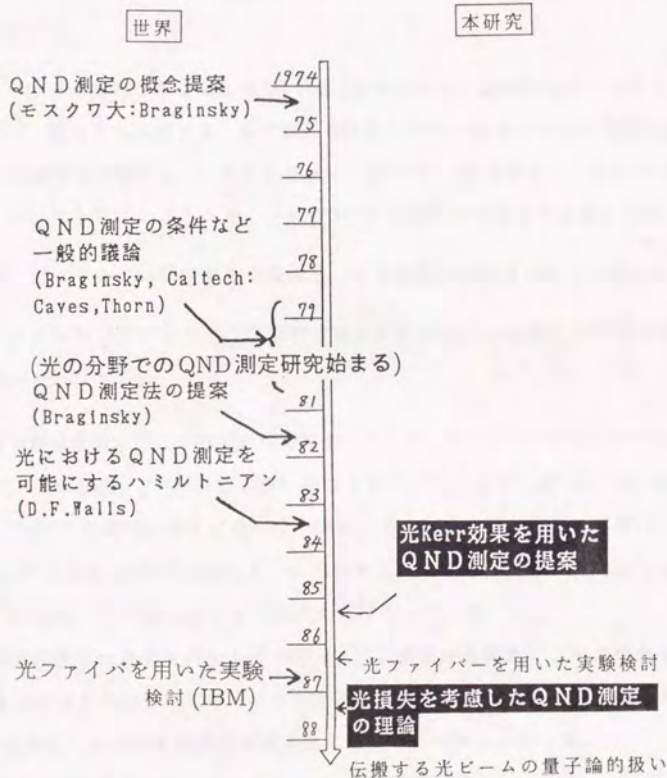 世界
本研究
1974
QND測定の概念提案
(モスクワ大:Braginsky)
75
76
77
QND測定の条件など
一般的議論
(Braginsky, Caltech:
Caves,Thorn)
78
79
(光の分野でのQND測定研究始まる)
QND測定法の提案
(Braginsky)
81
82
光におけるQND測定を
可能にするハミルトニアン
(D.F.Walls)
83
84
光Kerr効果を用いた
QND測定の提案
85
86
光ファイバを用いた実験
検討(IBM)
光ファイバーを用いた実験検討
87
光損失を考慮したQND測定
の理論
88
伝搬する光ビームの量子論的扱い